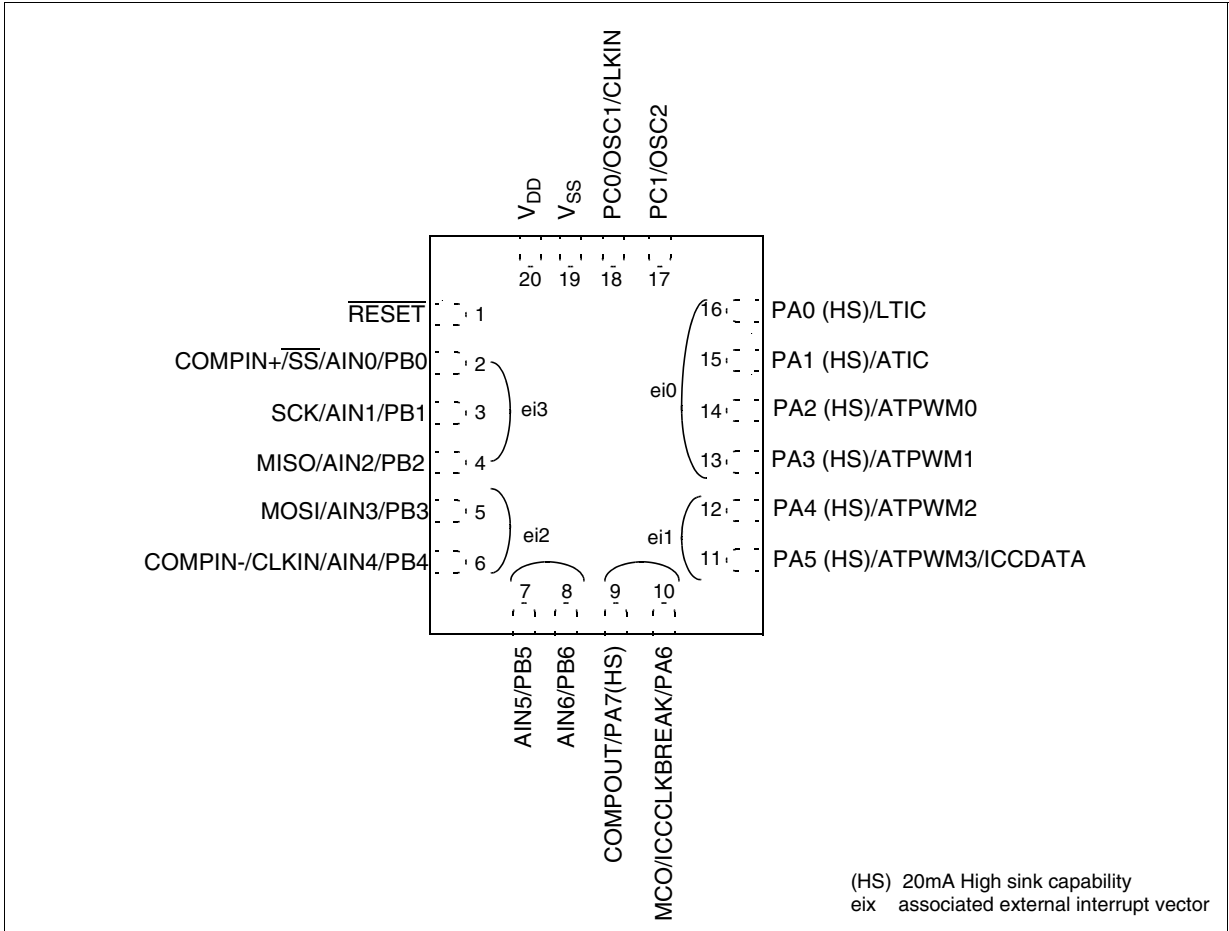 PC0/OSC1/CLKIN
PC1/OSC2
VDD
VSS
20
19
18
17
RESET
1
COMPIN+/SS/AIN0/PB0
2
SCK/AIN1/PB1
3
MISO/AIN2/PB2
4
MOSI/AIN3/PB3
5
COMPIN-/CLKIN/AIN4/PB4
6
ei3
ei2
ei0
ei1
16
PA0 (HS)/LTIC
15
PA1 (HS)/ATIC
14
PA2 (HS)/ATPWM0
13
PA3 (HS)/ATPWM1
12
PA4 (HS)/ATPWM2
11
PA5 (HS)/ATPWM3/ICCDATA
7
8
9
10
AIN5/PB5
AIN6/PB6
COMPOUT/PA7(HS)
MCO/ICCCLKBREAK/PA6
(HS) 20mA High sink capability
eix associated external interrupt vector